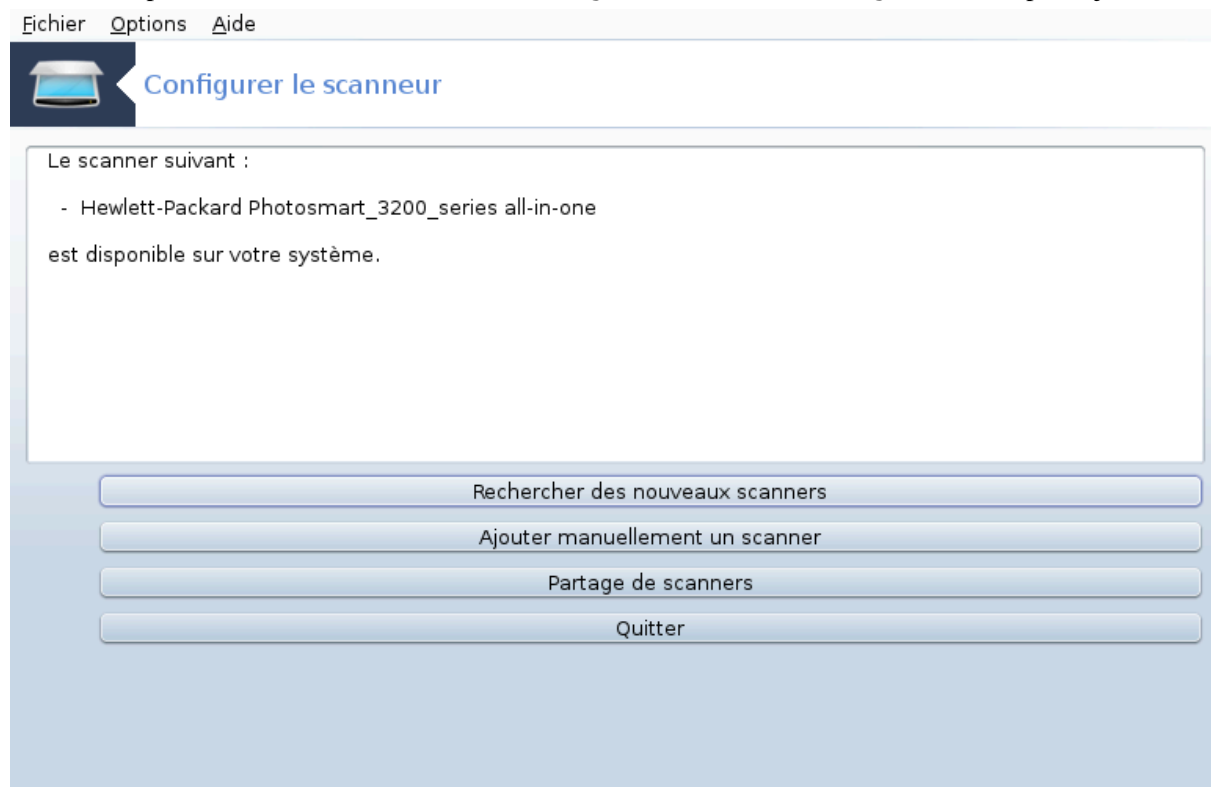 Fichier Options Aide
Configurer le scanneur
Le scanner suivant :
- Hewlett-Packard Photosmart_3200_series all-in-one
est disponible sur votre système.
Rechercher des nouveaux scanners
Ajouter manuellement un scanner
Partage de scanners
Quitter